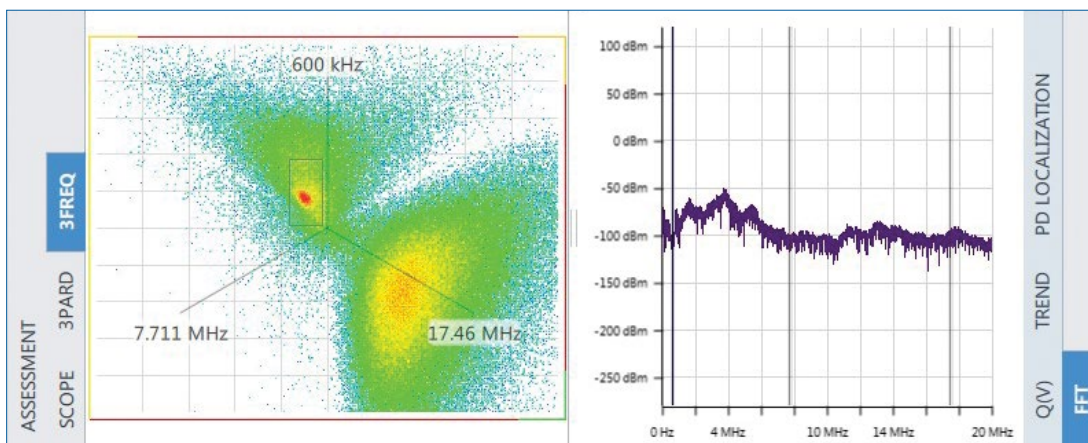 ASSESSMENT
SCOPE
3PARD
3FREQ
600 kHz
7.711 MHz
17.46 MHz
100 dBm
50 dBm
0 dBm
-50 dBm
-100 dBm
-150 dBm
-200 dBm
-250 dBm
0 Hz
4 MHz
10 MHz
14 MHz
20 MHz
Q(V)
TREND
PD LOCALIZATION
FFT